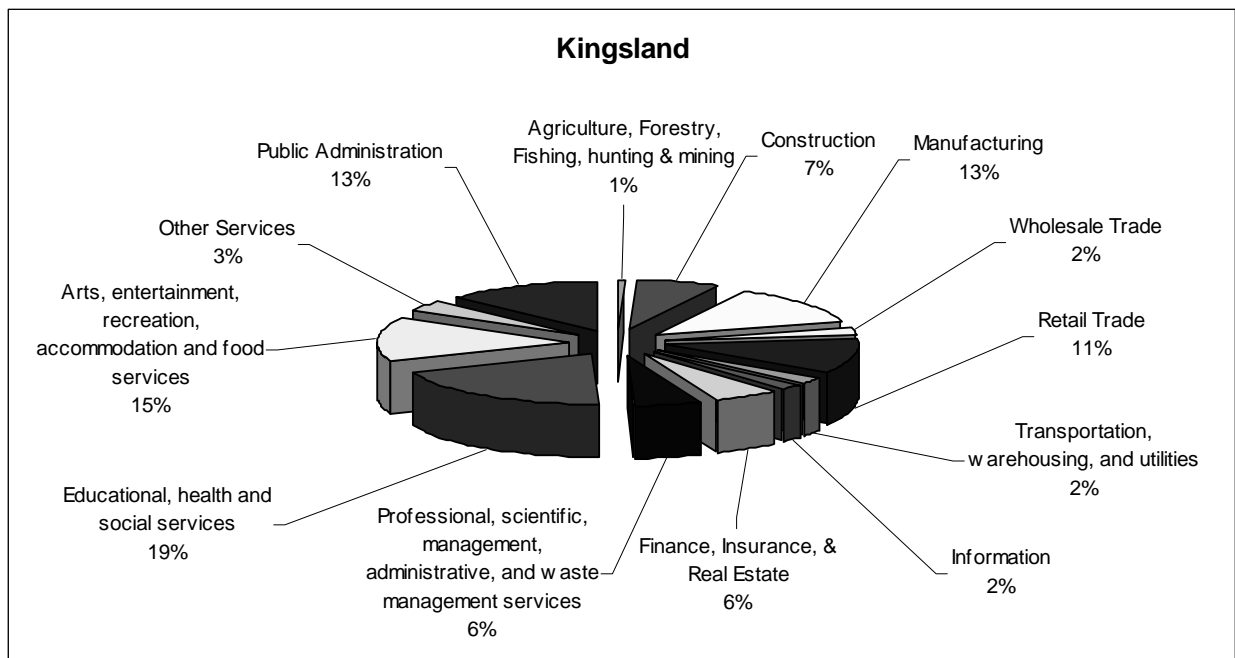 Kingsland
Agriculture, Forestry,
Fishing, hunting & mining
1%
Construction
7%
Manufacturing
13%
Wholesale Trade
2%
Retail Trade
11%
Transportation,
warehousing, and utilities
2%
Information
2%
Finance, Insurance, &
Real Estate
6%
Professional, scientific,
management,
administrative, and waste
management services
6%
Educational, health and
social services
19%
Arts, entertainment,
recreation,
accommodation and food
services
15%
Other Services
3%
Public Administration
13%